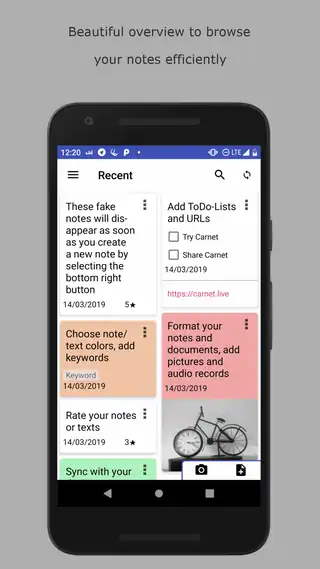 Beautiful overview to browse
your notes efficiently
12:20
LTE
Recent
These fake
notes will dis-
appear as soon
as you create
a new note by
selecting the
bottom right
button
14/03/2019
5★
Choose note/
text colors, add
keywords
Keyword
14/03/2019
Rate your notes
or texts
14/03/2019
3★
Sync with your
Add ToDo-Lists
and URLs
Try Carnet
Share Carnet
14/03/2019
https://carnet.live
Format your
notes and
documents, add
pictures and
audio records
14/03/2019